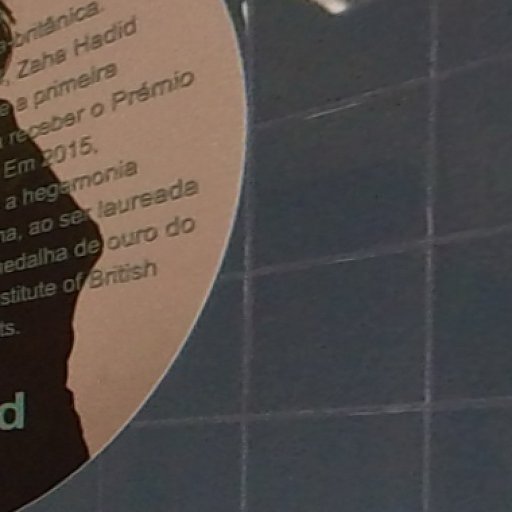 britânica.
, Zaha Hadid
a primeira
receber o Prémio
Em 2015,
a hegemonia
na, ao ser laureada
medalha de ouro do
stitute of British
ts.
d